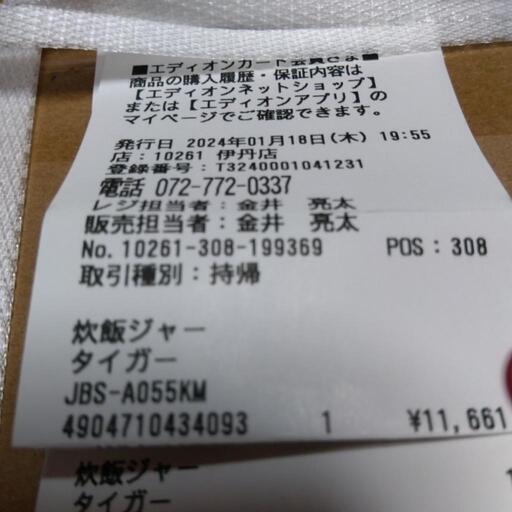 ■エディオンカード会員さま■
商品の購入履歴・保証内容は
【エディオンネットショップ】
または【エディオンアプリ】の
マイページでご確認できます。
発行日 2024年01月18日(木) 19:55
店：10261 伊丹店
登録番号：T3240001041231
電話 072-772-0337
レジ担当者：金井 亮太
販売担当者：金井 亮太
No.10261-308-199369 POS：308
取引種別：持帰
炊飯ジャー
タイガー
JBS-A055KM
4904710434093 1 ¥11,661
炊飯ジャー
タイガー